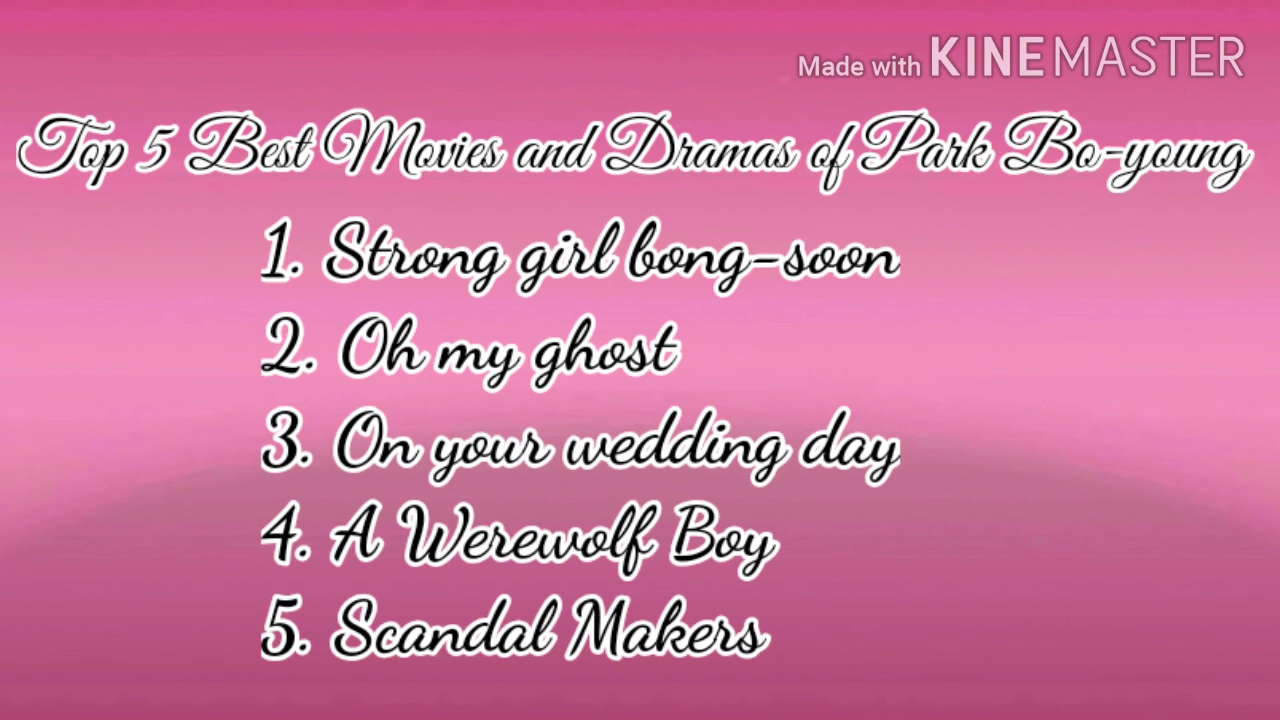 Made with KINEMASTER
Top 5 Best Movies and Dramas of Park Bo-young
1. Strong girl bong-soon
2. Oh my ghost
3. On your wedding day
4. A Werewolf Boy
5. Scandal Makers